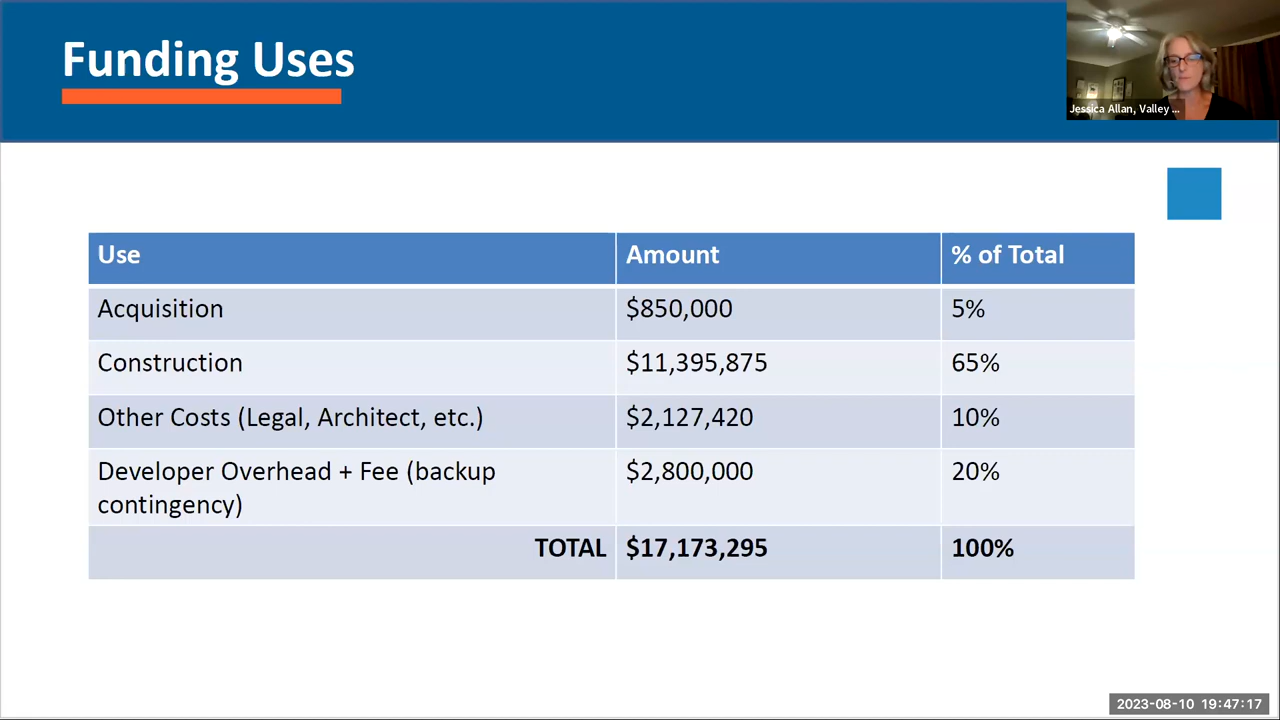 Funding Uses
Jessica Allan, Valley ...
Use Amount % of Total
Acquisition $850,000 5%
Construction $11,395,875 65%
Other Costs (Legal, Architect, etc.) $2,127,420 10%
Developer Overhead + Fee (backup $2,800,000 20%
contingency)
TOTAL $17,173,295 100%
2023-08-10 19:47:17